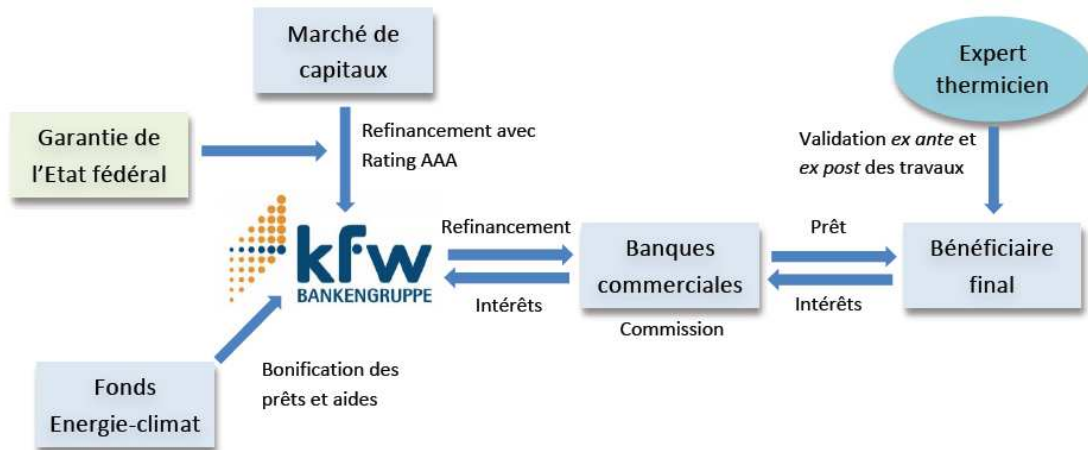 Marché de
capitaux
Expert
thermicien
Garantie de
l'Etat fédéral
Refinancement avec
Rating AAA
Validation ex ante et
ex post des travaux
kfw
BANKENGRUPPE
Refinancement
Intérêts
Banques
commerciales
Commission
Prêt
Intérêts
Bénéficiaire
final
Fonds
Energie-climat
Bonification des
prêts et aides